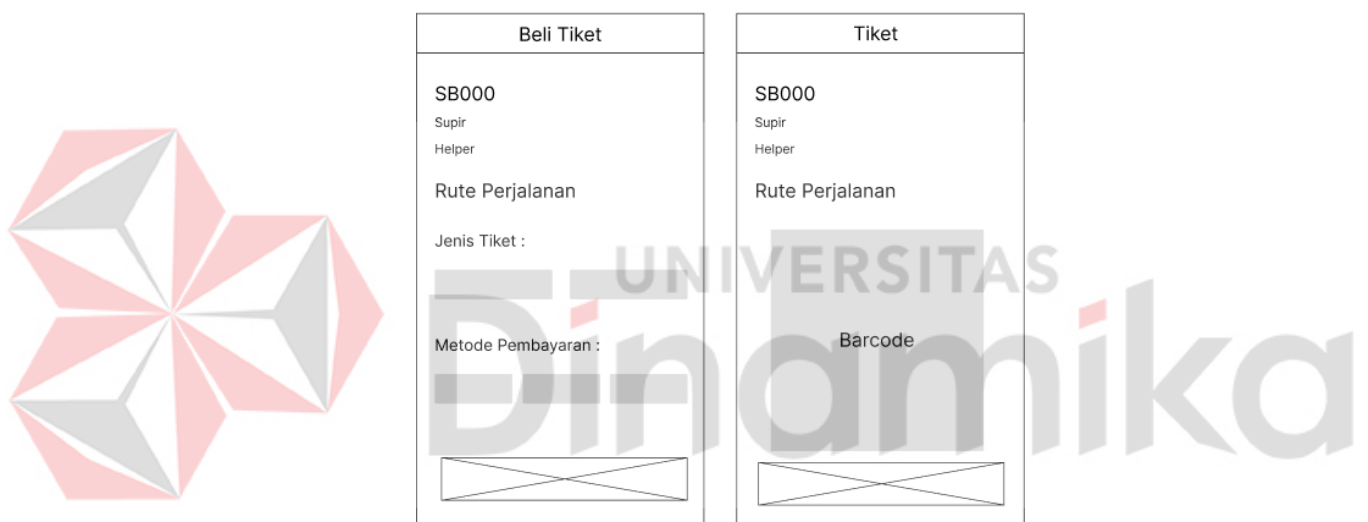 Beli Tiket
SB000
Supir
Helper
Rute Perjalanan
Jenis Tiket :
Metode Pembayaran :
Tiket
SB000
Supir
Helper
Rute Perjalanan
Barcode
UNIVERSITAS
Dinamika